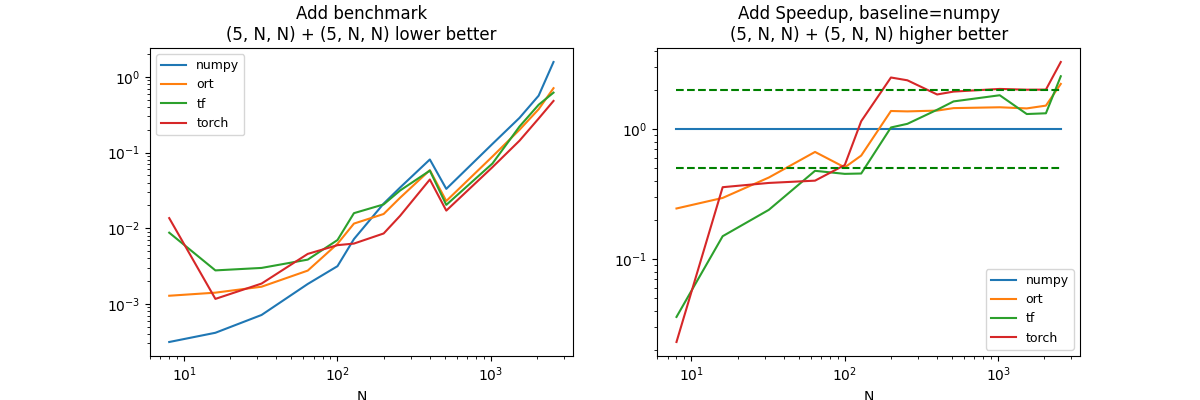 Add benchmark
(5, N, N) + (5, N, N) lower better
numpy
ort
tf
torch
10⁰
10⁻¹
10⁻²
10⁻³
10¹ 10² 10³
N
Add Speedup, baseline=numpy
(5, N, N) + (5, N, N) higher better
10⁰
10⁻¹
numpy
ort
tf
torch
10¹ 10² 10³
N